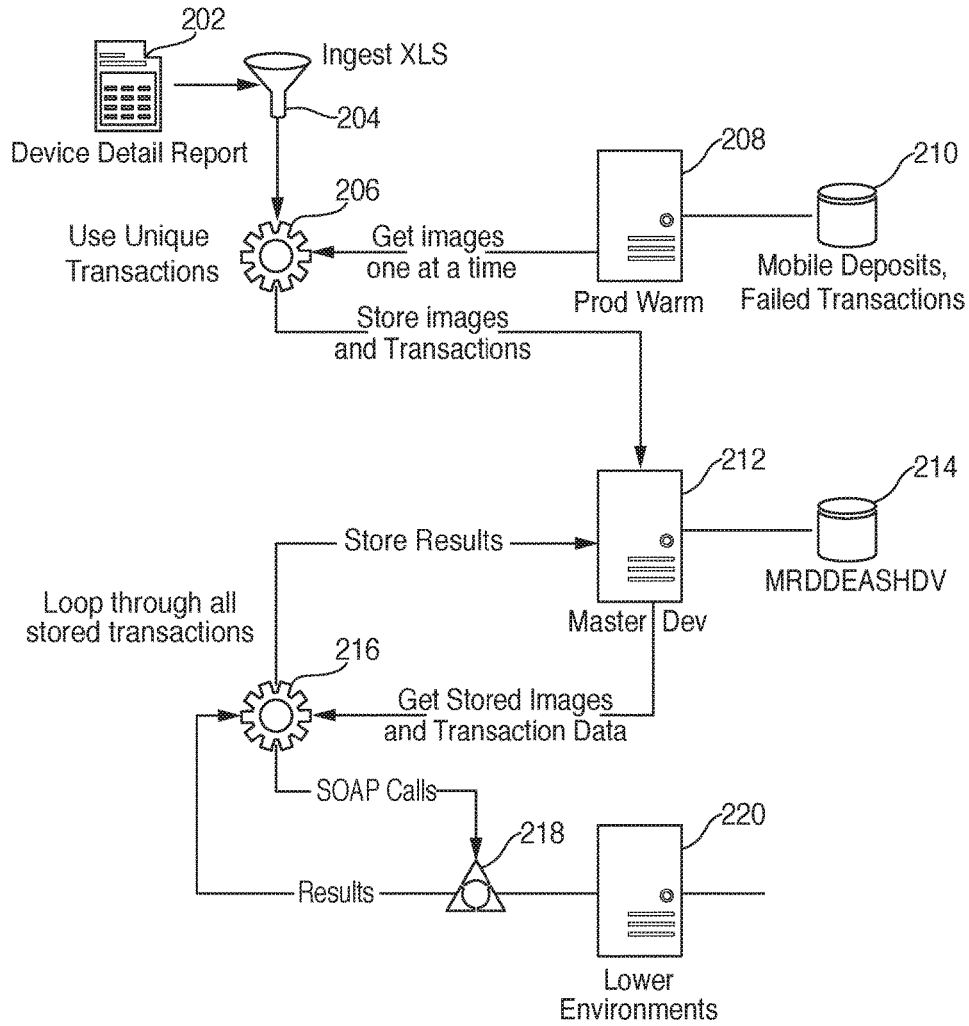 202
Ingest XLS
204
Device Detail Report
206
Use Unique
Transactions
Get images
one at a time
208
Prod Warm
210
Mobile Deposits,
Failed Transactions
Store images
and Transactions
212
Master Dev
214
MRDDEASHDV
Store Results
Loop through all
stored transactions
216
Get Stored Images
and Transaction Data
SOAP Calls
218
Results
220
Lower
Environments